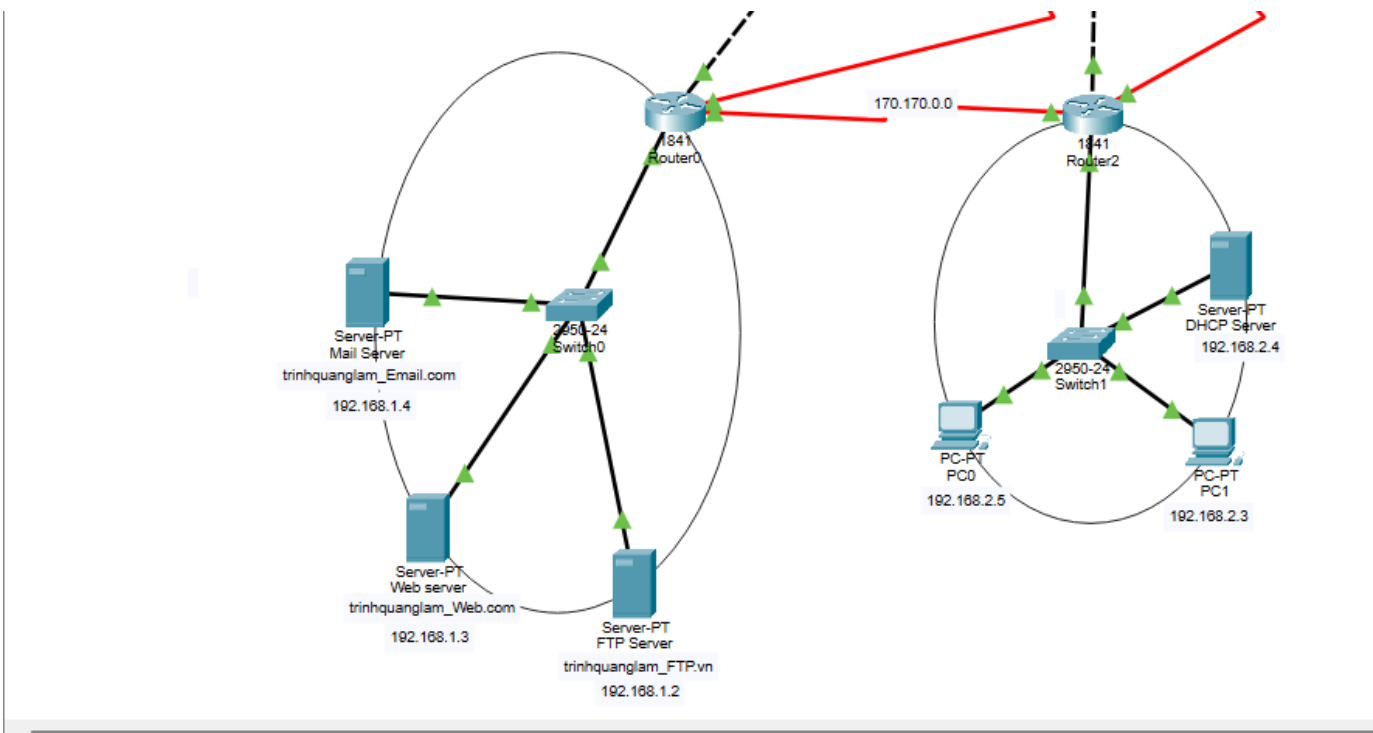 170.170.0.0
1841
Router0
1841
Router2
Server-PT
Mail Server
trinhquanglam_Email.com
192.168.1.4
2950-24
Switch0
Server-PT
DHCP Server
192.168.2.4
2950-24
Switch1
PC-PT
PC0
192.168.2.5
PC-PT
PC1
192.168.2.3
Server-PT
Web server
trinhquanglam_Web.com
192.168.1.3
Server-PT
FTP Server
trinhquanglam_FTP.vn
192.168.1.2